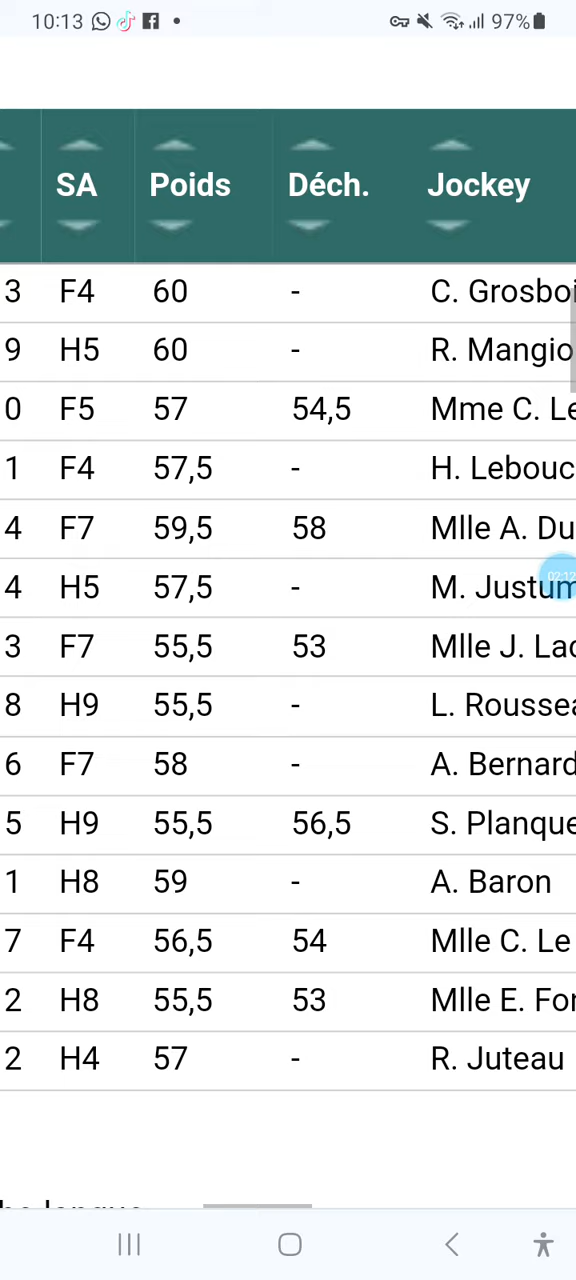 10:13 97%
SA Poids Déch. Jockey
3 F4 60 - C. Grosboi
9 H5 60 - R. Mangio
0 F5 57 54,5 Mme C. Le
1 F4 57,5 - H. Lebouc
4 F7 59,5 58 Mlle A. Du
4 H5 57,5 - M. Justum
02:12
3 F7 55,5 53 Mlle J. Lac
8 H9 55,5 - L. Roussea
6 F7 58 - A. Bernard
5 H9 55,5 56,5 S. Planque
1 H8 59 - A. Baron
7 F4 56,5 54 Mlle C. Le
2 H8 55,5 53 Mlle E. For
2 H4 57 - R. Juteau